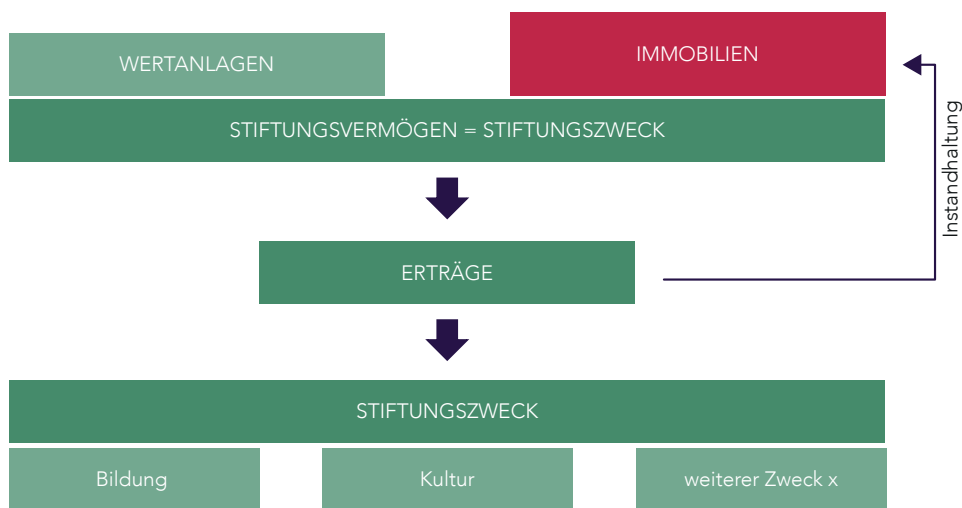 WERTANLAGEN
IMMOBILIEN
STIFTUNGSVERMÖGEN = STIFTUNGSZWECK
Instandhaltung
ERTRÄGE
STIFTUNGSZWECK
Bildung
Kultur
weiterer Zweck x